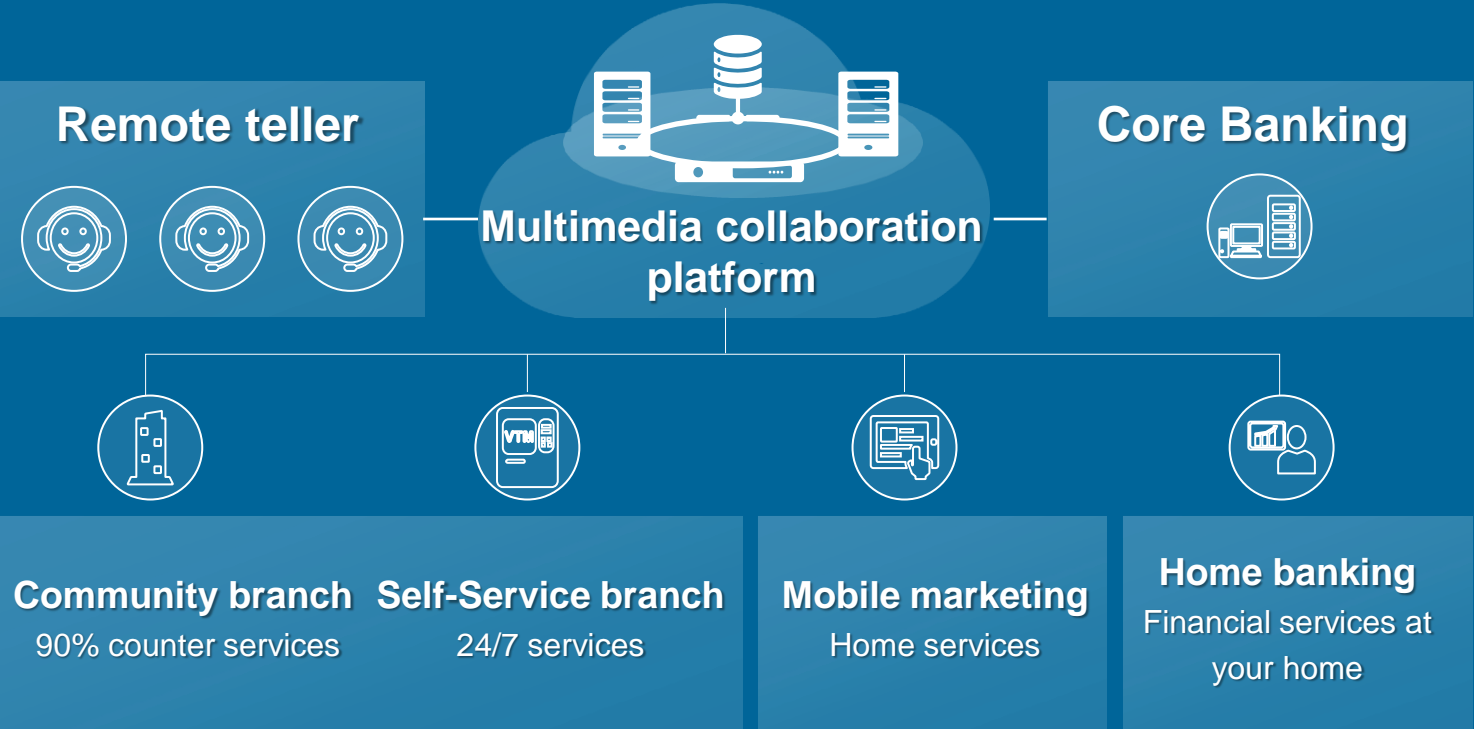 Remote teller
Multimedia collaboration
platform
Core Banking
VTM
Community branch
90% counter services
Self-Service branch
24/7 services
Mobile marketing
Home services
Home banking
Financial services at
your home